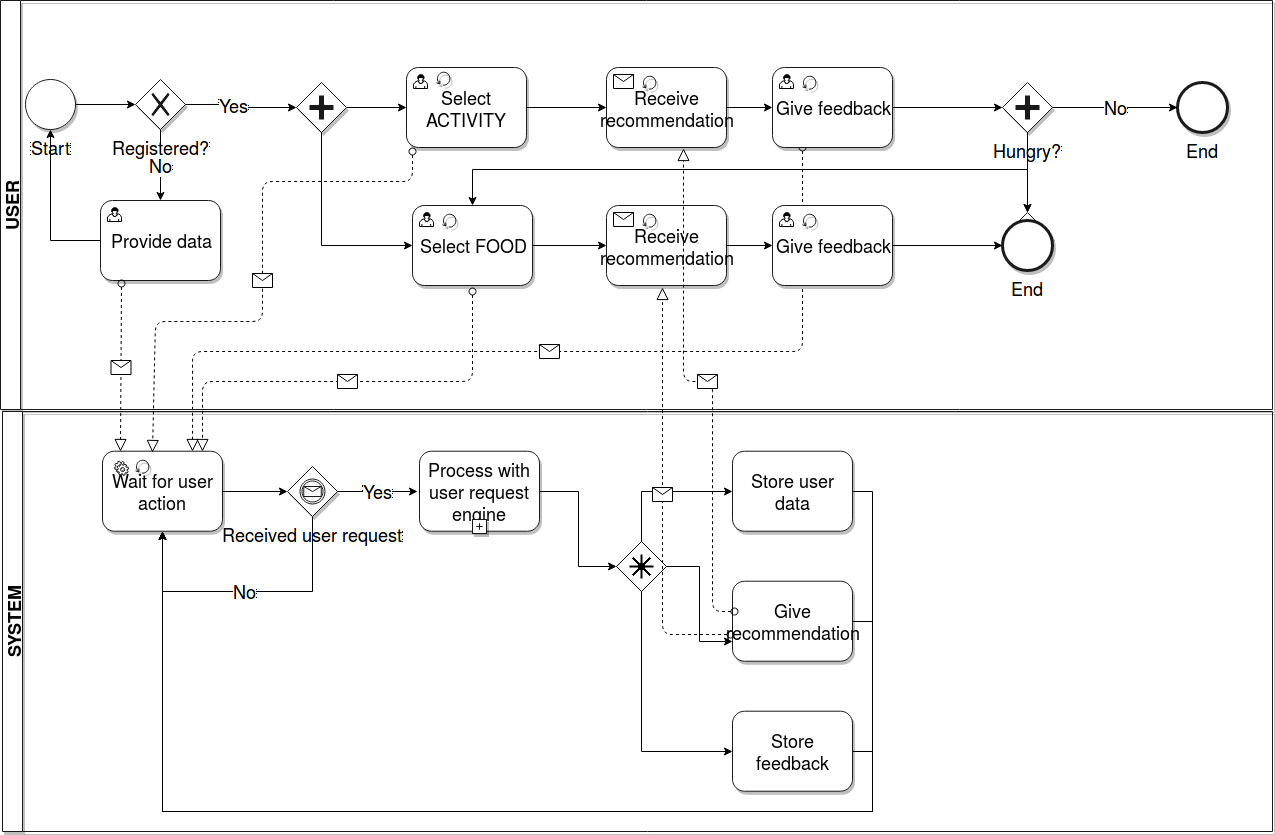 USER
Select
ACTIVITY
Receive
recommendation
Give feedback
Yes
No
Start
Registered?
No
Hungry?
End
Provide data
Select FOOD
Receive
recommendation
Give feedback
End
SYSTEM
Wait for user
action
Yes
Process with
user request
engine
Store user
data
Received user request
No
Give
recommendation
Store
feedback